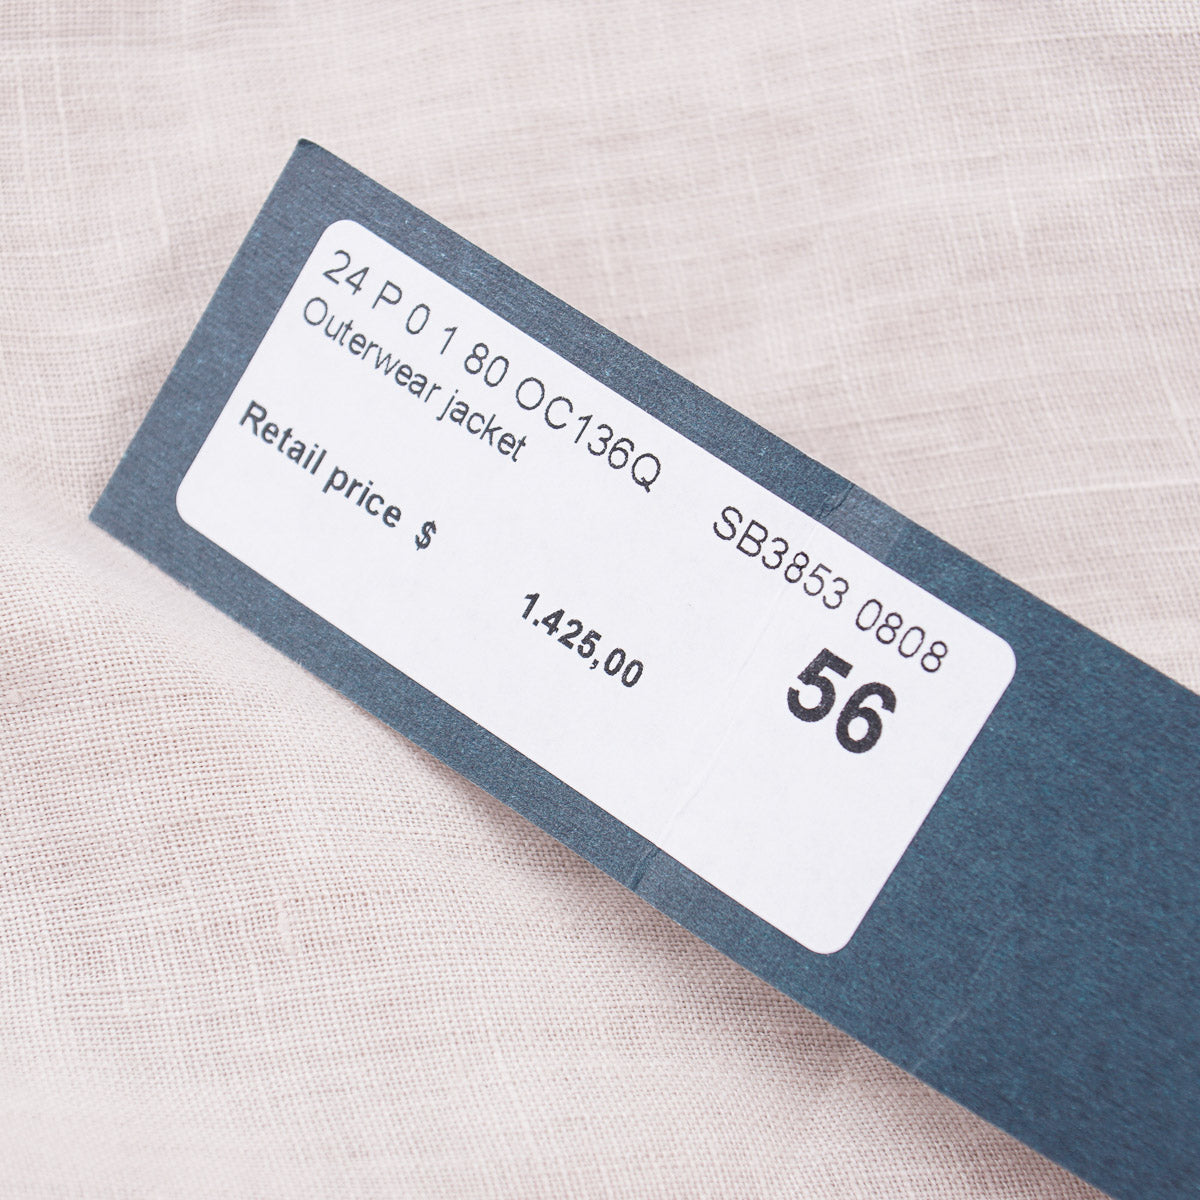 24 P 0 1 80 OC136Q SB3853 0808
Outerwear jacket
56
Retail price $
1.425,00